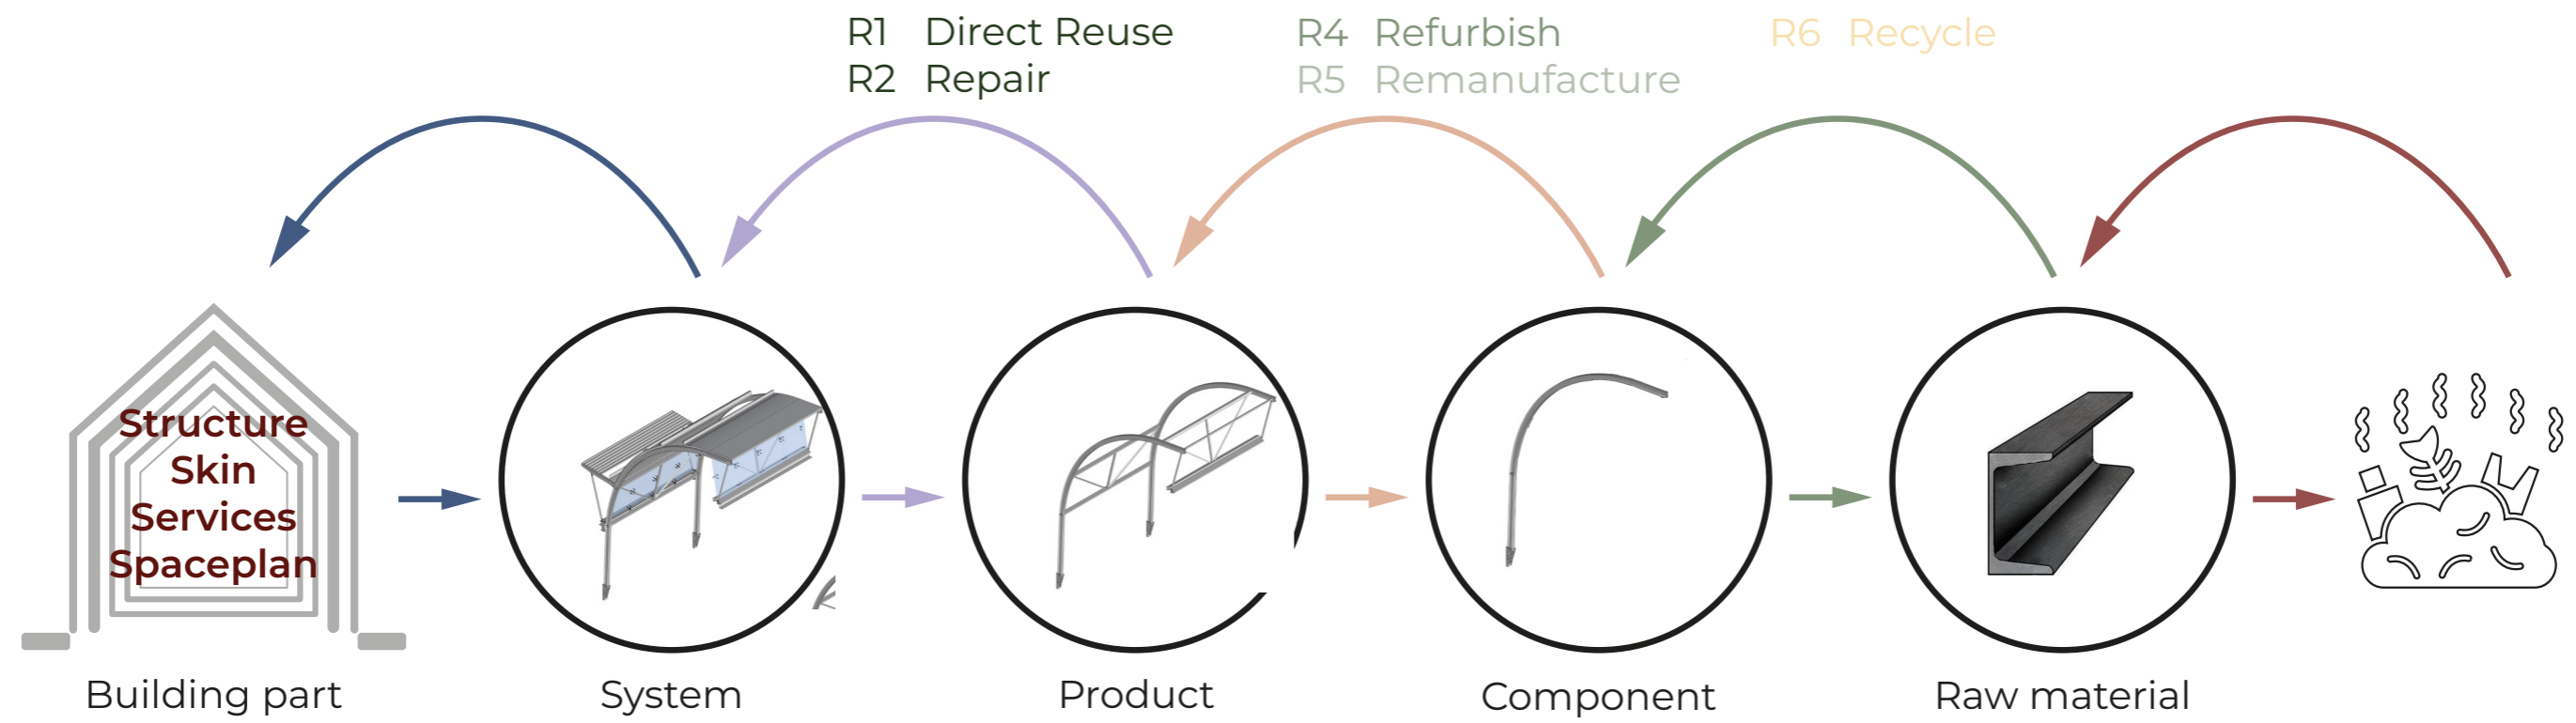 R1 Direct Reuse
R2 Repair
R4 Refurbish
R5 Remanufacture
R6 Recycle
Structure
Skin
Services
Spaceplan
Building part
System
Product
Component
Raw material